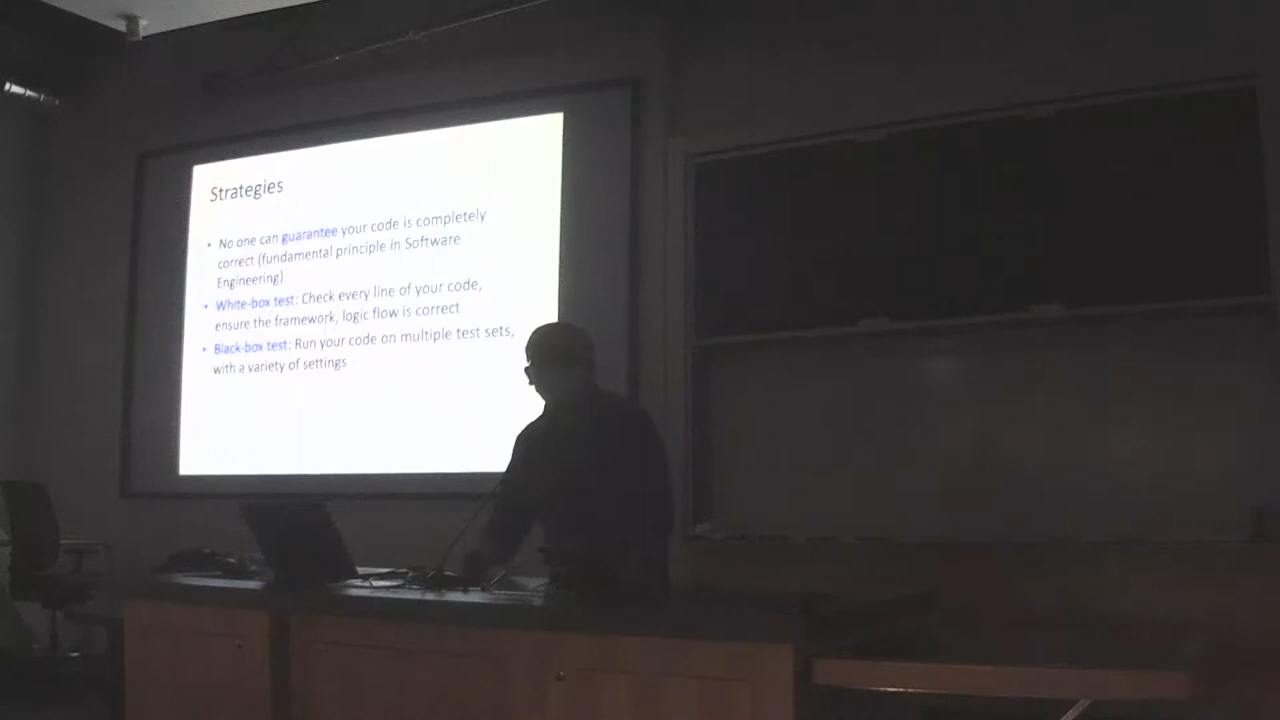 Strategies
• No one can guarantee your code is completely
correct (fundamental principle in Software
Engineering)
• White-box test: Check every line of your code,
ensure the framework, logic flow is correct
• Black-box test: Run your code on multiple test sets,
with a variety of settings